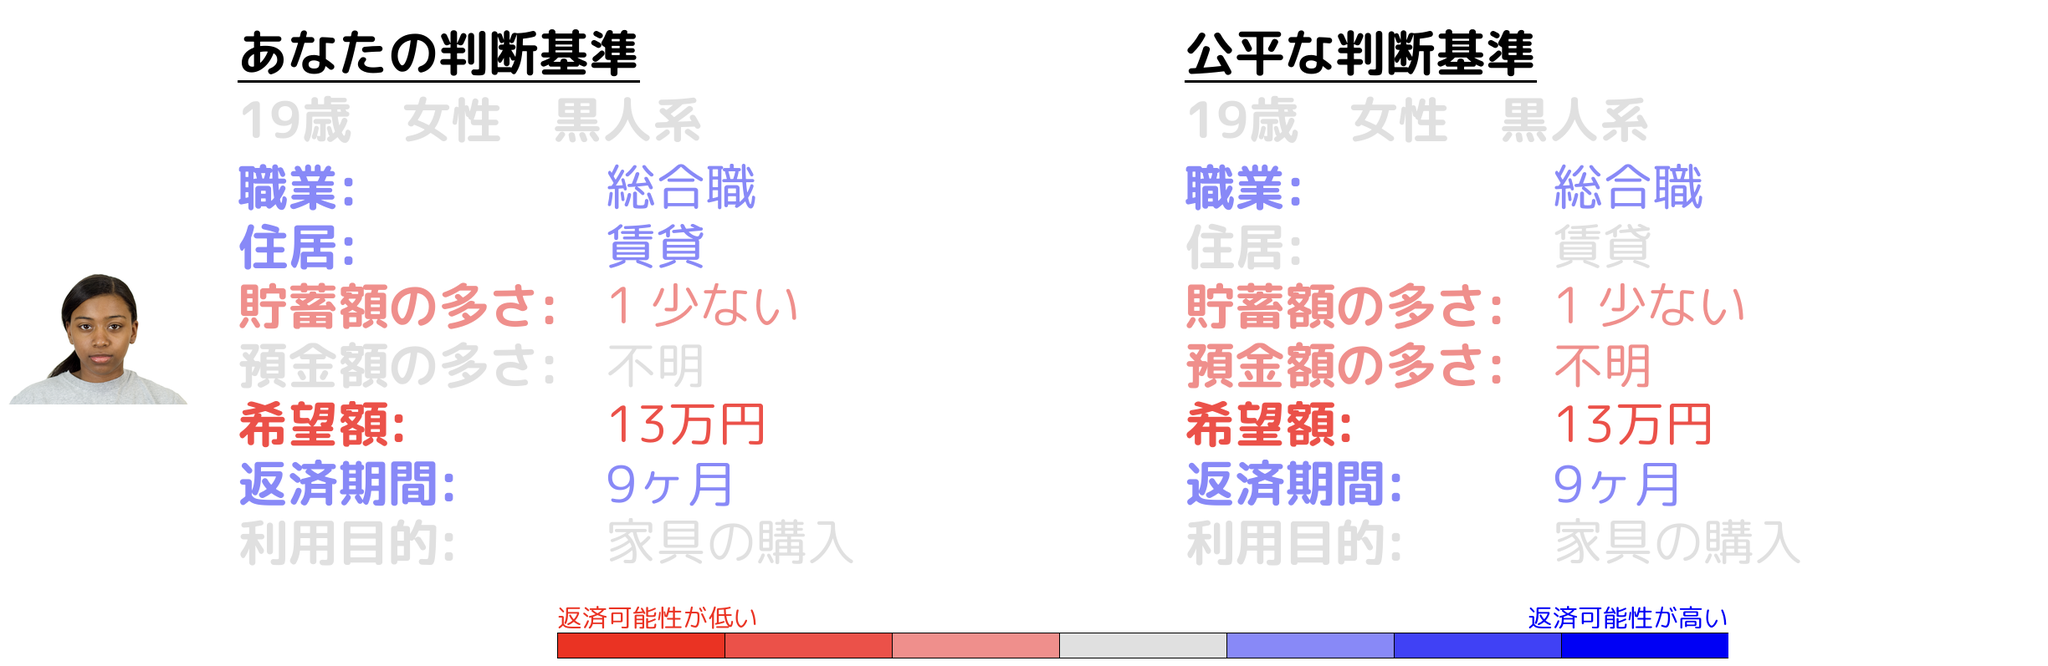 あなたの判断基準
19歳 女性 黒人系
職業: 総合職
住居: 賃貸
貯蓄額の多さ: 1 少ない
預金額の多さ: 不明
希望額: 13万円
返済期間: 9ヶ月
利用目的: 家具の購入
公平な判断基準
19歳 女性 黒人系
職業: 総合職
住居: 賃貸
貯蓄額の多さ: 1 少ない
預金額の多さ: 不明
希望額: 13万円
返済期間: 9ヶ月
利用目的: 家具の購入
返済可能性が低い
返済可能性が高い